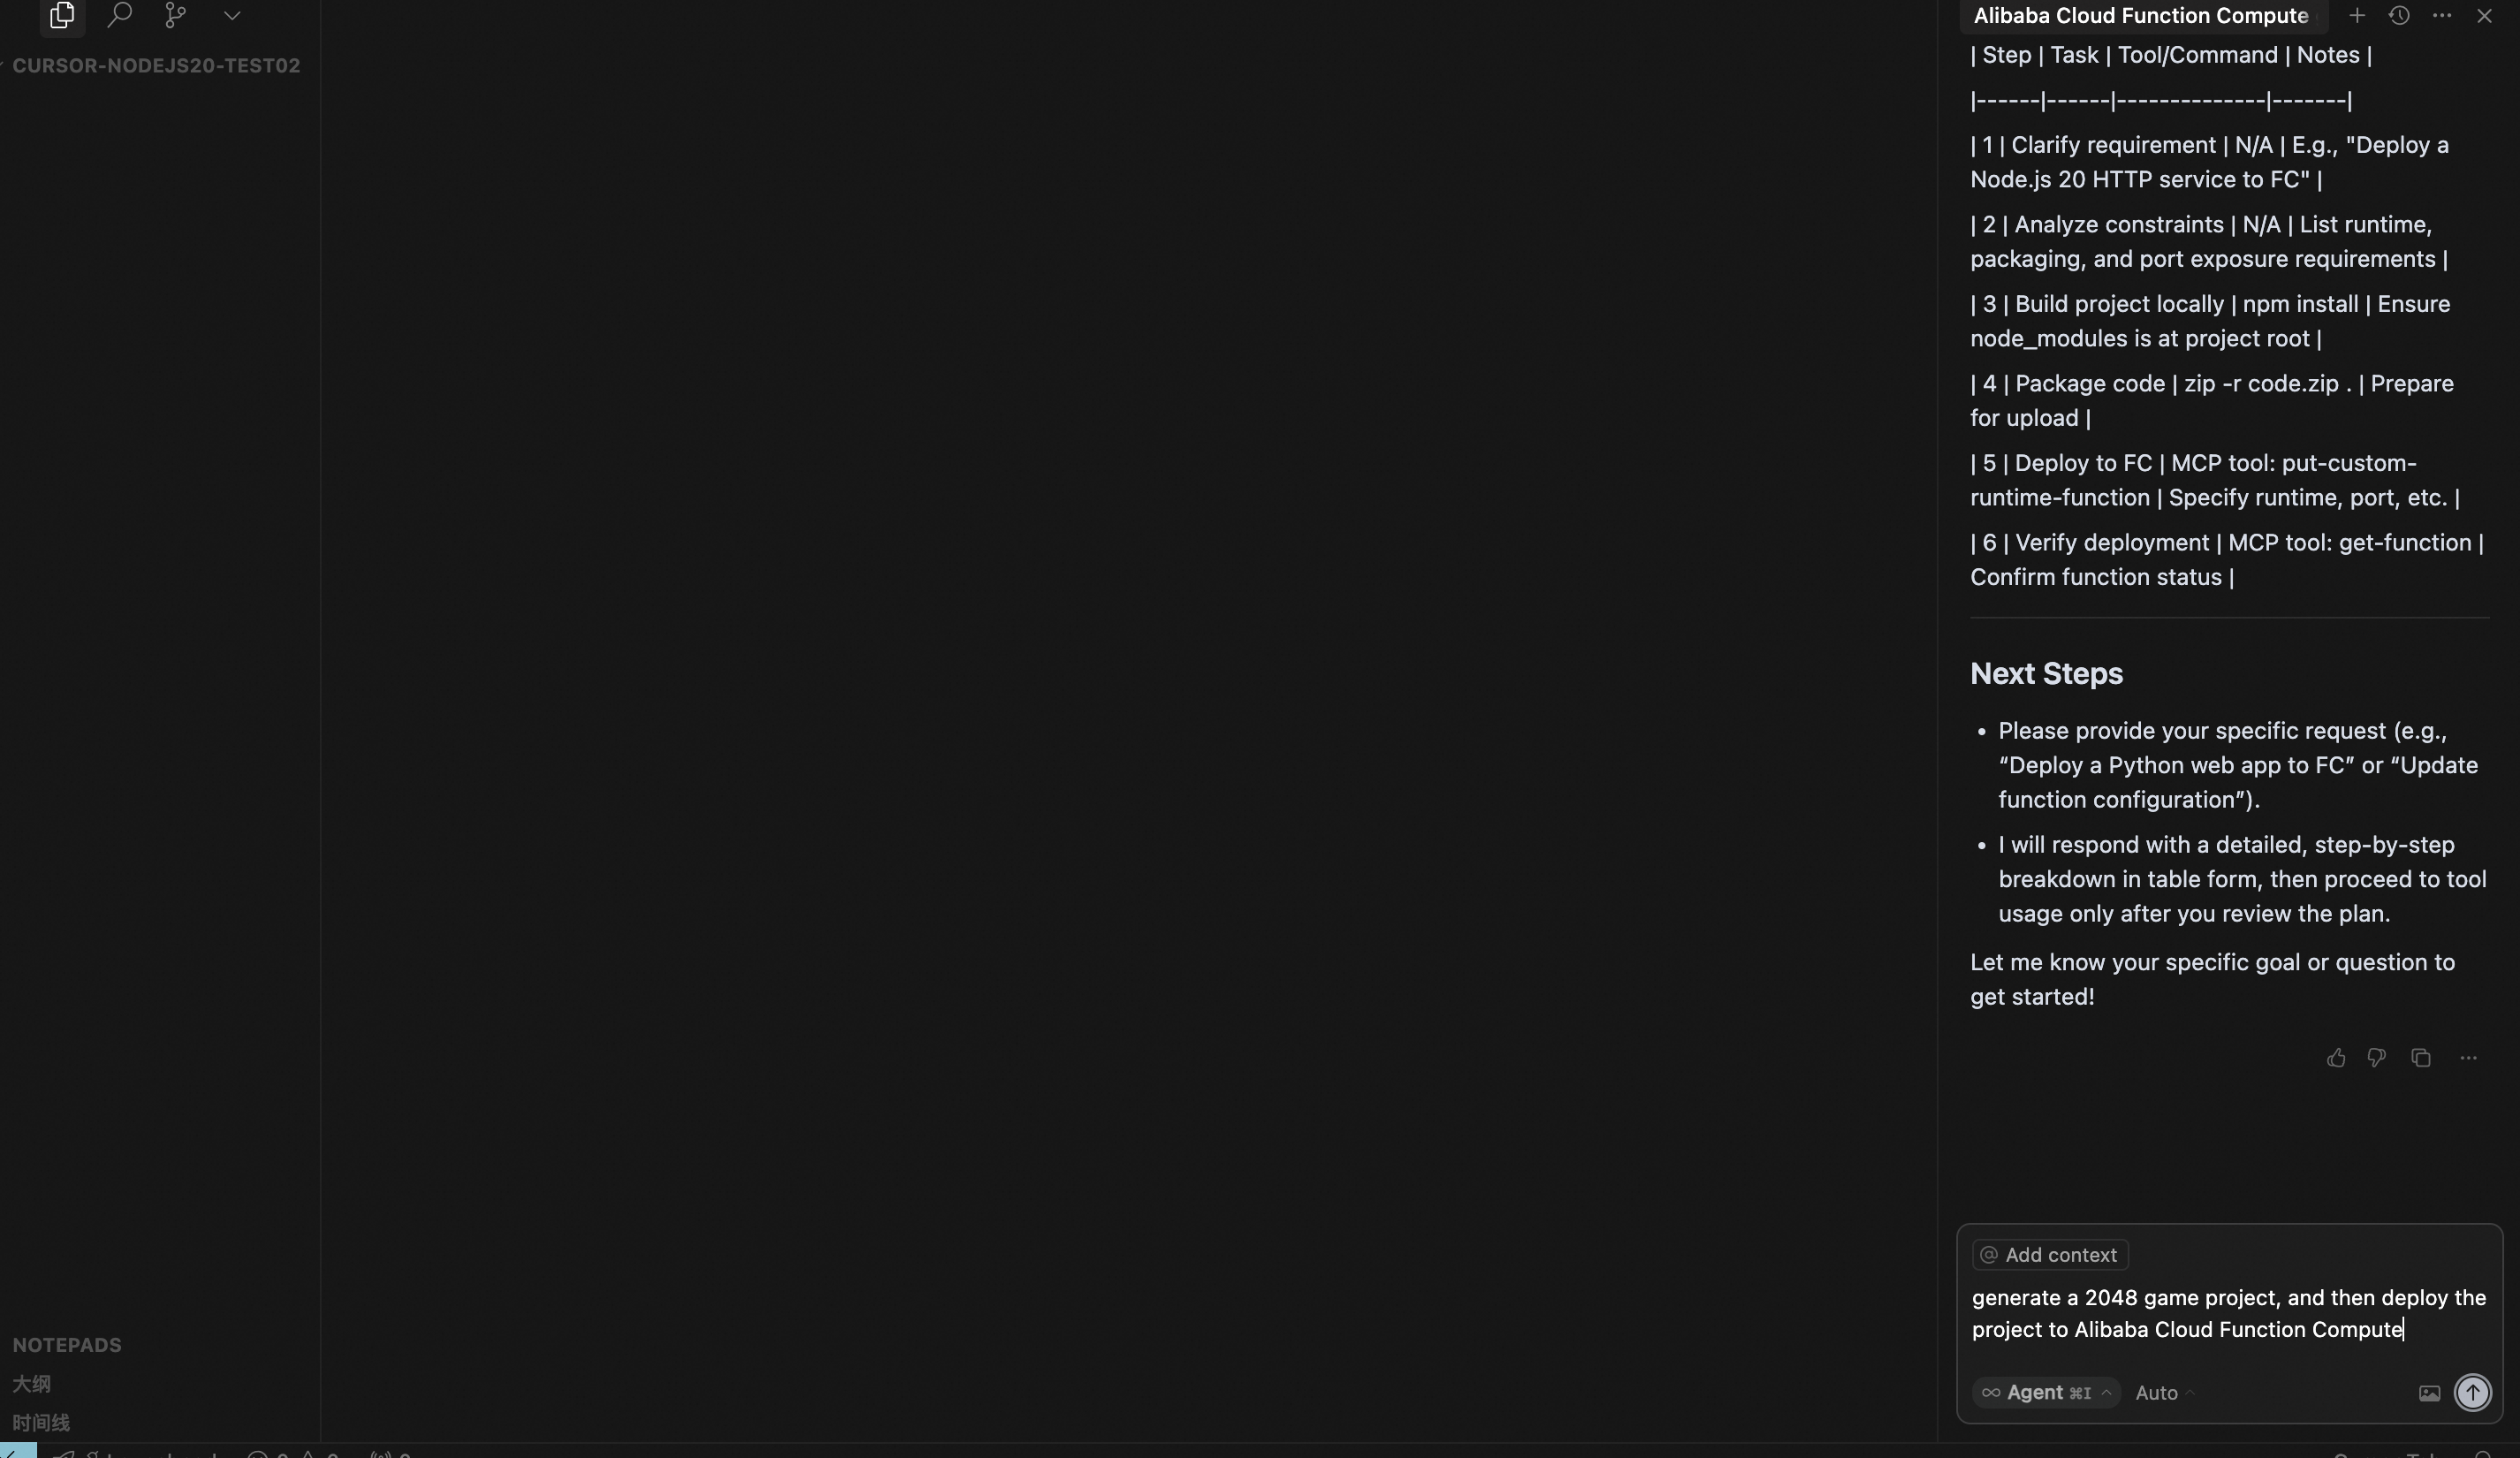 CURSOR-NODEJS20-TEST02
NOTEPADS
大纲
时间线
Alibaba Cloud Function Compute
| Step | Task | Tool/Command | Notes |
|------|------|--------------|-------|
| 1 | Clarify requirement | N/A | E.g., "Deploy a
Node.js 20 HTTP service to FC" |
| 2 | Analyze constraints | N/A | List runtime,
packaging, and port exposure requirements |
| 3 | Build project locally | npm install | Ensure
node_modules is at project root |
| 4 | Package code | zip -r code.zip . | Prepare
for upload |
| 5 | Deploy to FC | MCP tool: put-custom-
runtime-function | Specify runtime, port, etc. |
| 6 | Verify deployment | MCP tool: get-function |
Confirm function status |
Next Steps
• Please provide your specific request (e.g.,
“Deploy a Python web app to FC” or “Update
function configuration”).
• I will respond with a detailed, step-by-step
breakdown in table form, then proceed to tool
usage only after you review the plan.
Let me know your specific goal or question to
get started!
@ Add context
generate a 2048 game project, and then deploy the
project to Alibaba Cloud Function Compute
∞ Agent ⌘I Auto